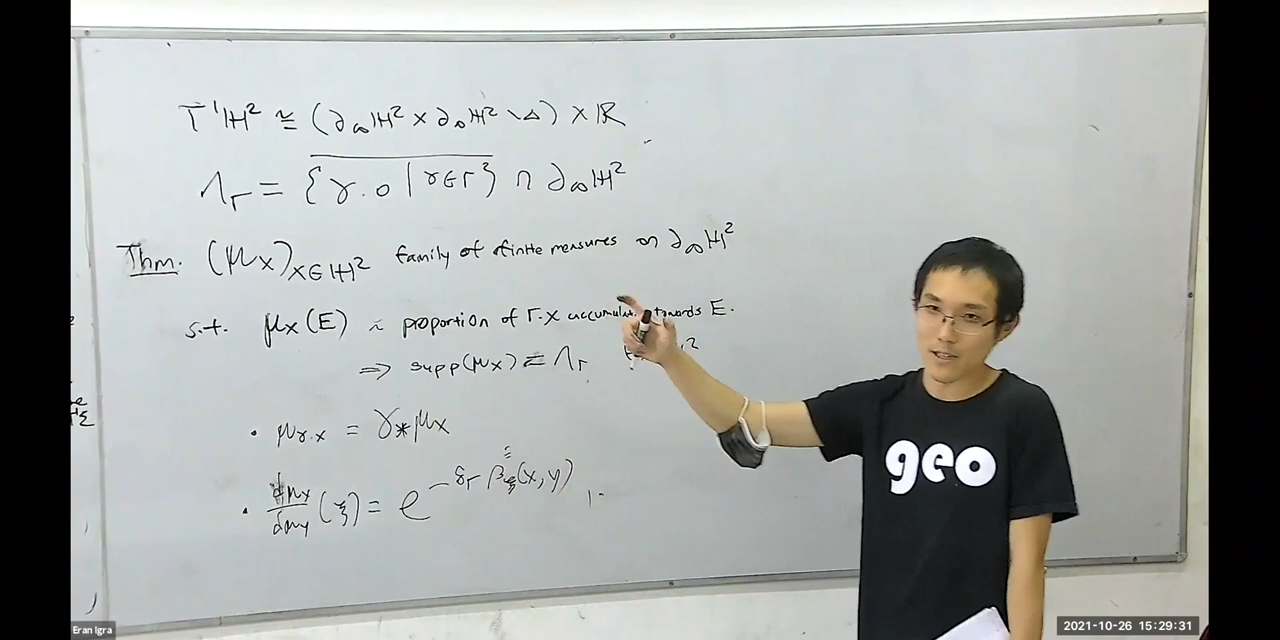 T¹ℍ² ≅ (∂∞ℍ² × ∂∞ℍ² \ Δ) × ℝ
Λ_Γ = \overline{{γ.o | γ∈Γ}} ∩ ∂∞ℍ²
Thm. (μ_x)_{x∈ℍ²} family of finite measures on ∂∞ℍ²
s.t. μ_x(E) ~ proportion of Γ.x accumulating towards E.
⇒ supp(μ_x) = Λ_Γ
• μ_{γ.x} = γ_* μ_x
• dμ_x/dμ_y (ξ) = e^{-δ_Γ β_ξ(x,y)}
geo
Eran Igra
2021-10-26 15:29:31